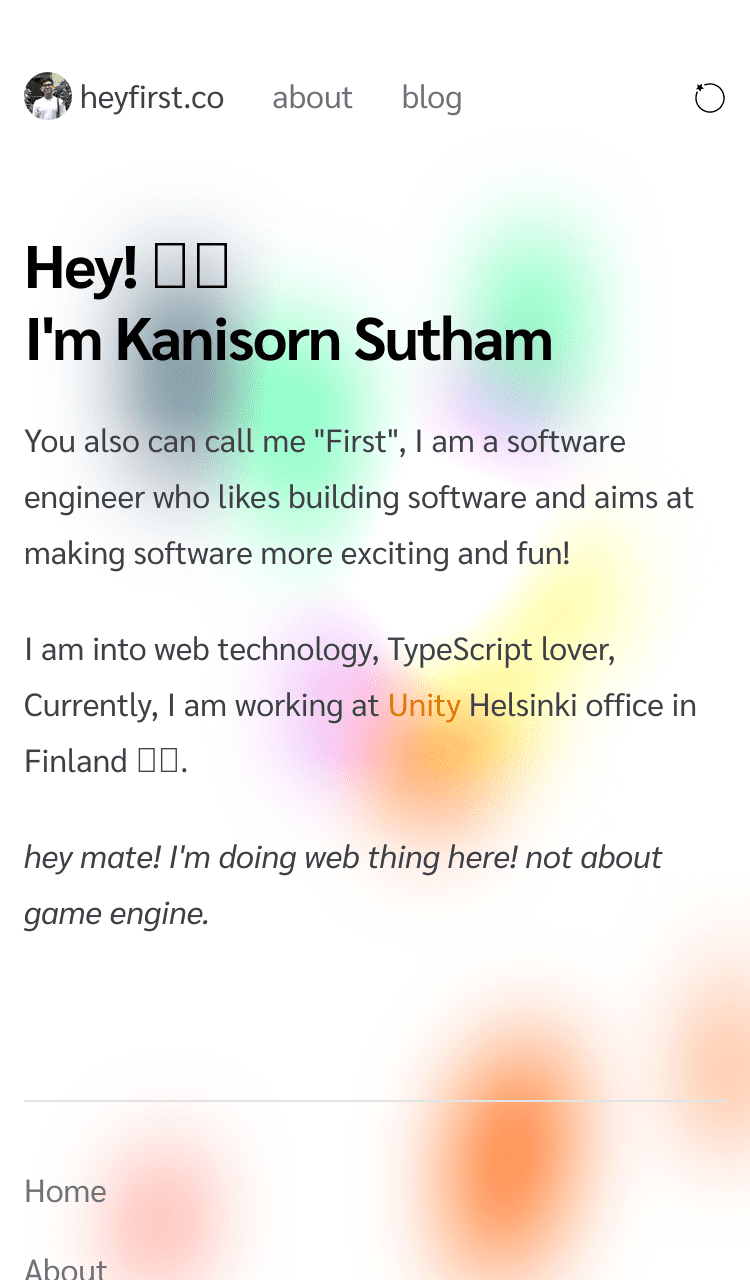 heyfirst.co about blog
Hey! 
I'm Kanisorn Sutham
You also can call me "First", I am a software
engineer who likes building software and aims at
making software more exciting and fun!
I am into web technology, TypeScript lover,
Currently, I am working at Unity Helsinki office in
Finland .
hey mate! I'm doing web thing here! not about
game engine.
Home
About